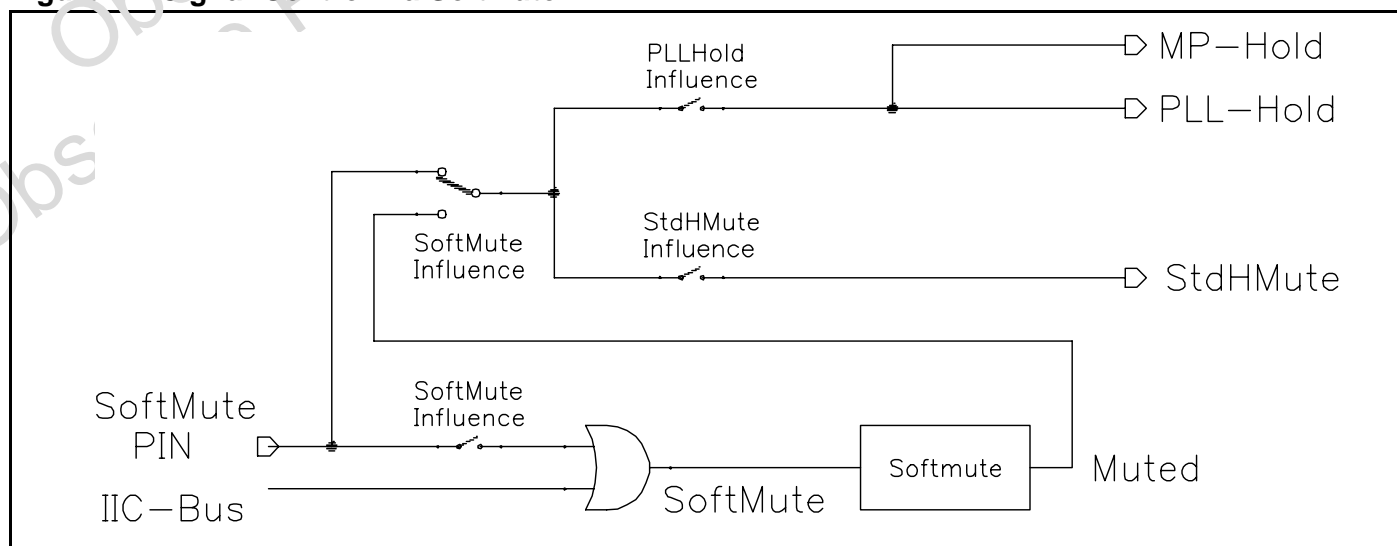 MP-Hold
PLLHold
Influence
PLL-Hold
SoftMute
Influence
StdHMute
Influence
StdHMute
SoftMute
PIN
SoftMute
Influence
IIC-Bus
SoftMute
Softmute
Muted